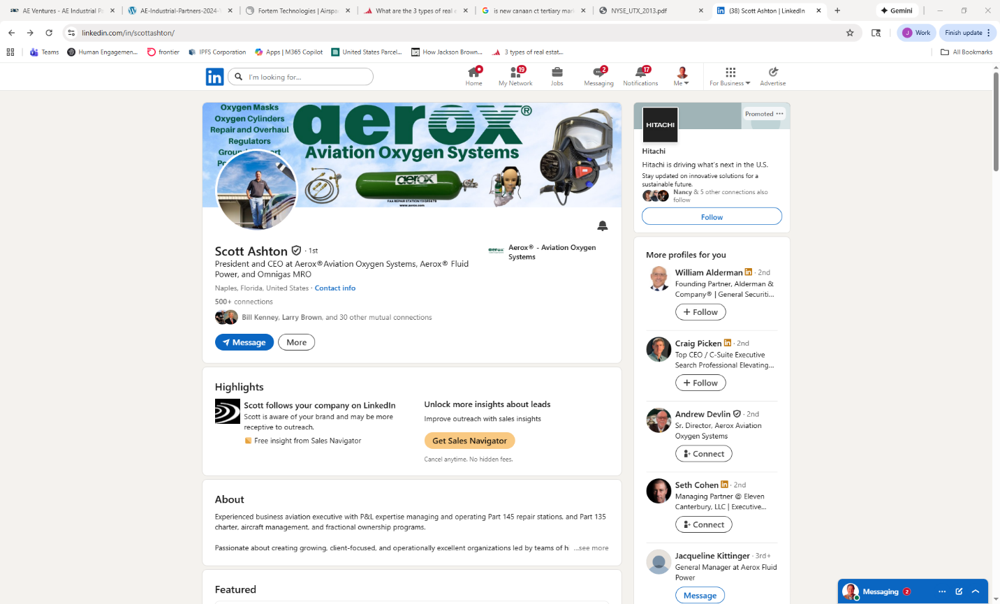 AE Ventures - AE Industrial Pa
AE-Industrial-Partners-2024-
Fortem Technologies | Airspa
What are the 3 types of real e
is new canaan ct tertiary mar
NYSE_UTX_2013.pdf
(38) Scott Ashton | LinkedIn
Gemini
linkedin.com/in/scottashton/
J Work
Finish update
Teams
Human Engagemen...
frontier
IPFS Corporation
Apps | M365 Copilot
United States Parcel...
How Jackson Brown...
3 types of real estat...
All Bookmarks
in
I'm looking for...
Home
19
My Network
Jobs
2
Messaging
17
Notifications
Me
For Business
Advertise
Oxygen Masks
Oxygen Cylinders
Repair and Overhaul
Regulators
aerox®
Aviation Oxygen Systems
aerox
FAA REPAIR STATION YXOR567B
www.aerox.com
Scott Ashton · 1st
President and CEO at Aerox®Aviation Oxygen Systems, Aerox® Fluid
Power, and Omnigas MRO
Naples, Florida, United States · Contact info
500+ connections
Bill Kenney, Larry Brown, and 30 other mutual connections
Message
More
aerox
Aerox® - Aviation Oxygen
Systems
Highlights
Scott follows your company on LinkedIn
Scott is aware of your brand and may be more
receptive to outreach.
Free insight from Sales Navigator
Unlock more insights about leads
Improve outreach with sales insights
Get Sales Navigator
Cancel anytime. No hidden fees.
About
Experienced business aviation executive with P&L expertise managing and operating Part 145 repair stations, and Part 135
charter, aircraft management, and fractional ownership programs.
Passionate about creating growing, client-focused, and operationally excellent organizations led by teams of hi ...see more
Featured
Promoted
HITACHI
Hitachi
Hitachi is driving what's next in the U.S.
Stay updated on innovative solutions for a
sustainable future.
Nancy & 5 other connections also
follow
Follow
More profiles for you
William Alderman in · 2nd
Founding Partner, Alderman &
Company® | General Securiti...
+ Follow
Craig Picken in · 2nd
Top CEO / C-Suite Executive
Search Professional Elevating...
+ Follow
Andrew Devlin · 2nd
Sr. Director, Aerox Aviation
Oxygen Systems
Connect
Seth Cohen in · 2nd
Managing Partner @ Eleven
Canterbury, LLC | Executive...
Connect
Jacqueline Kittinger · 3rd+
General Manager at Aerox Fluid
Power
Message
Messaging 2